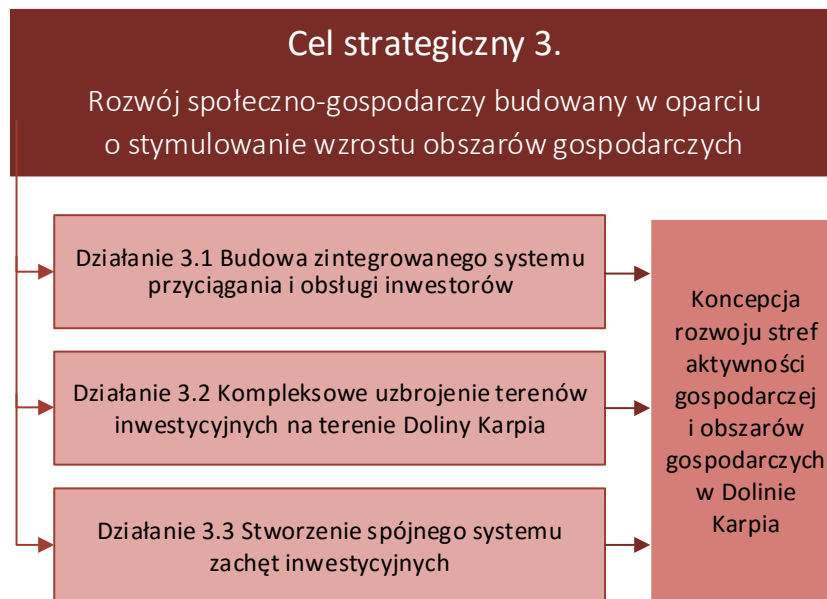 Cel strategiczny 3.
Rozwój społeczno-gospodarczy budowany w oparciu
o stymulowanie wzrostu obszarów gospodarczych
Działanie 3.1 Budowa zintegrowanego systemu
przyciągania i obsługi inwestorów
Działanie 3.2 Kompleksowe uzbrojenie terenów
inwestycyjnych na terenie Doliny Karpia
Działanie 3.3 Stworzenie spójnego systemu
zachęt inwestycyjnych
Koncepcja
rozwoju stref
aktywności
gospodarczej
i obszarów
gospodarczych
w Dolinie
Karpia